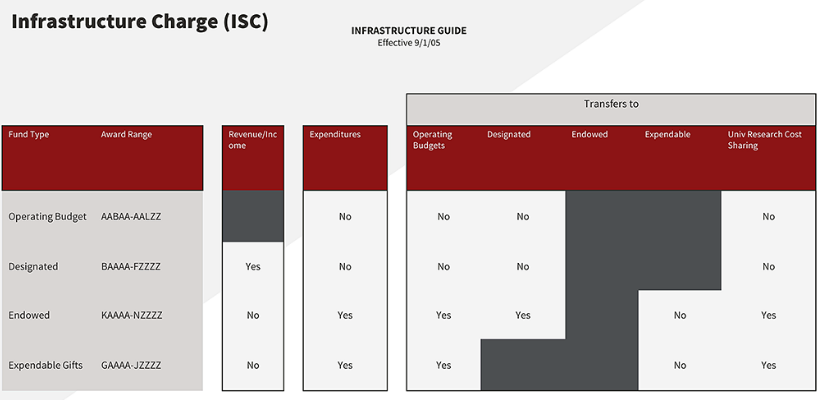 Infrastructure Charge (ISC)
INFRASTRUCTURE GUIDE
Effective 9/1/05
Transfers to
Fund Type Award Range Revenue/Inc Expenditures Operating Designated Endowed Expendable Univ Research Cost
ome Budgets Sharing
Operating Budget AABAA-AALZZ No No No No
Designated BAAAA-FZZZZ Yes No No No No
Endowed KAAAA-NZZZZ No Yes Yes Yes No Yes
Expendable Gifts GAAAA-JZZZZ No Yes Yes No Yes